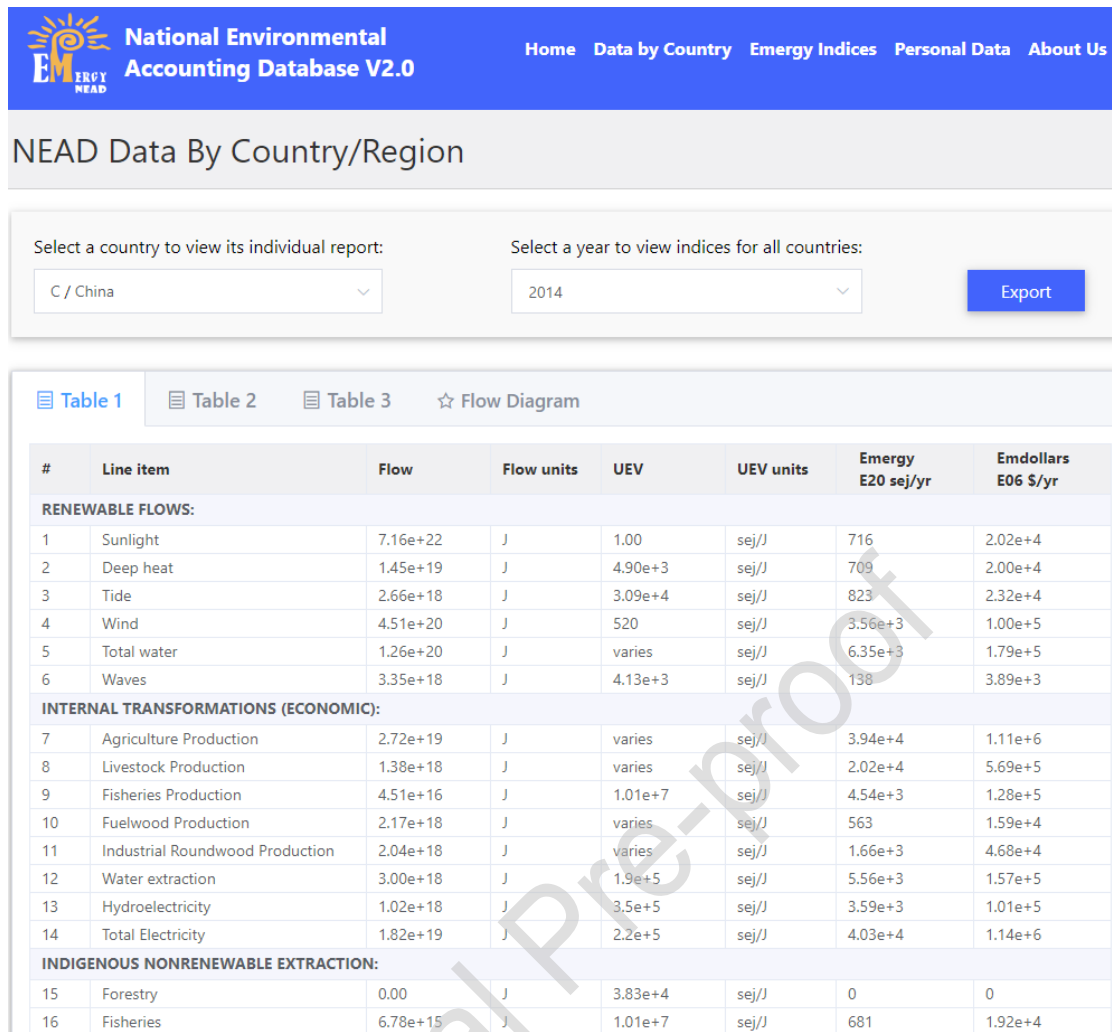 National Environmental
Accounting Database V2.0
EMERGY
NEAD
Home Data by Country Emergy Indices Personal Data About Us
NEAD Data By Country/Region
Select a country to view its individual report: Select a year to view indices for all countries:
C / China 2014 Export
Table 1 Table 2 Table 3 Flow Diagram
# Line item Flow Flow units UEV UEV units Emergy E20 sej/yr Emdollars E06 $/yr
RENEWABLE FLOWS:
1 Sunlight 7.16e+22 J 1.00 sej/J 716 2.02e+4
2 Deep heat 1.45e+19 J 4.90e+3 sej/J 709 2.00e+4
3 Tide 2.66e+18 J 3.09e+4 sej/J 823 2.32e+4
4 Wind 4.51e+20 J 520 sej/J 3.56e+3 1.00e+5
5 Total water 1.26e+20 J varies sej/J 6.35e+3 1.79e+5
6 Waves 3.35e+18 J 4.13e+3 sej/J 138 3.89e+3
INTERNAL TRANSFORMATIONS (ECONOMIC):
7 Agriculture Production 2.72e+19 J varies sej/J 3.94e+4 1.11e+6
8 Livestock Production 1.38e+18 J varies sej/J 2.02e+4 5.69e+5
9 Fisheries Production 4.51e+16 J 1.01e+7 sej/J 4.54e+3 1.28e+5
10 Fuelwood Production 2.17e+18 J varies sej/J 563 1.59e+4
11 Industrial Roundwood Production 2.04e+18 J varies sej/J 1.66e+3 4.68e+4
12 Water extraction 3.00e+18 J 1.9e+5 sej/J 5.56e+3 1.57e+5
13 Hydroelectricity 1.02e+18 J 3.5e+5 sej/J 3.59e+3 1.01e+5
14 Total Electricity 1.82e+19 J 2.2e+5 sej/J 4.03e+4 1.14e+6
INDIGENOUS NONRENEWABLE EXTRACTION:
15 Forestry 0.00 J 3.83e+4 sej/J 0 0
16 Fisheries 6.78e+15 J 1.01e+7 sej/J 681 1.92e+4
al Pre-proof